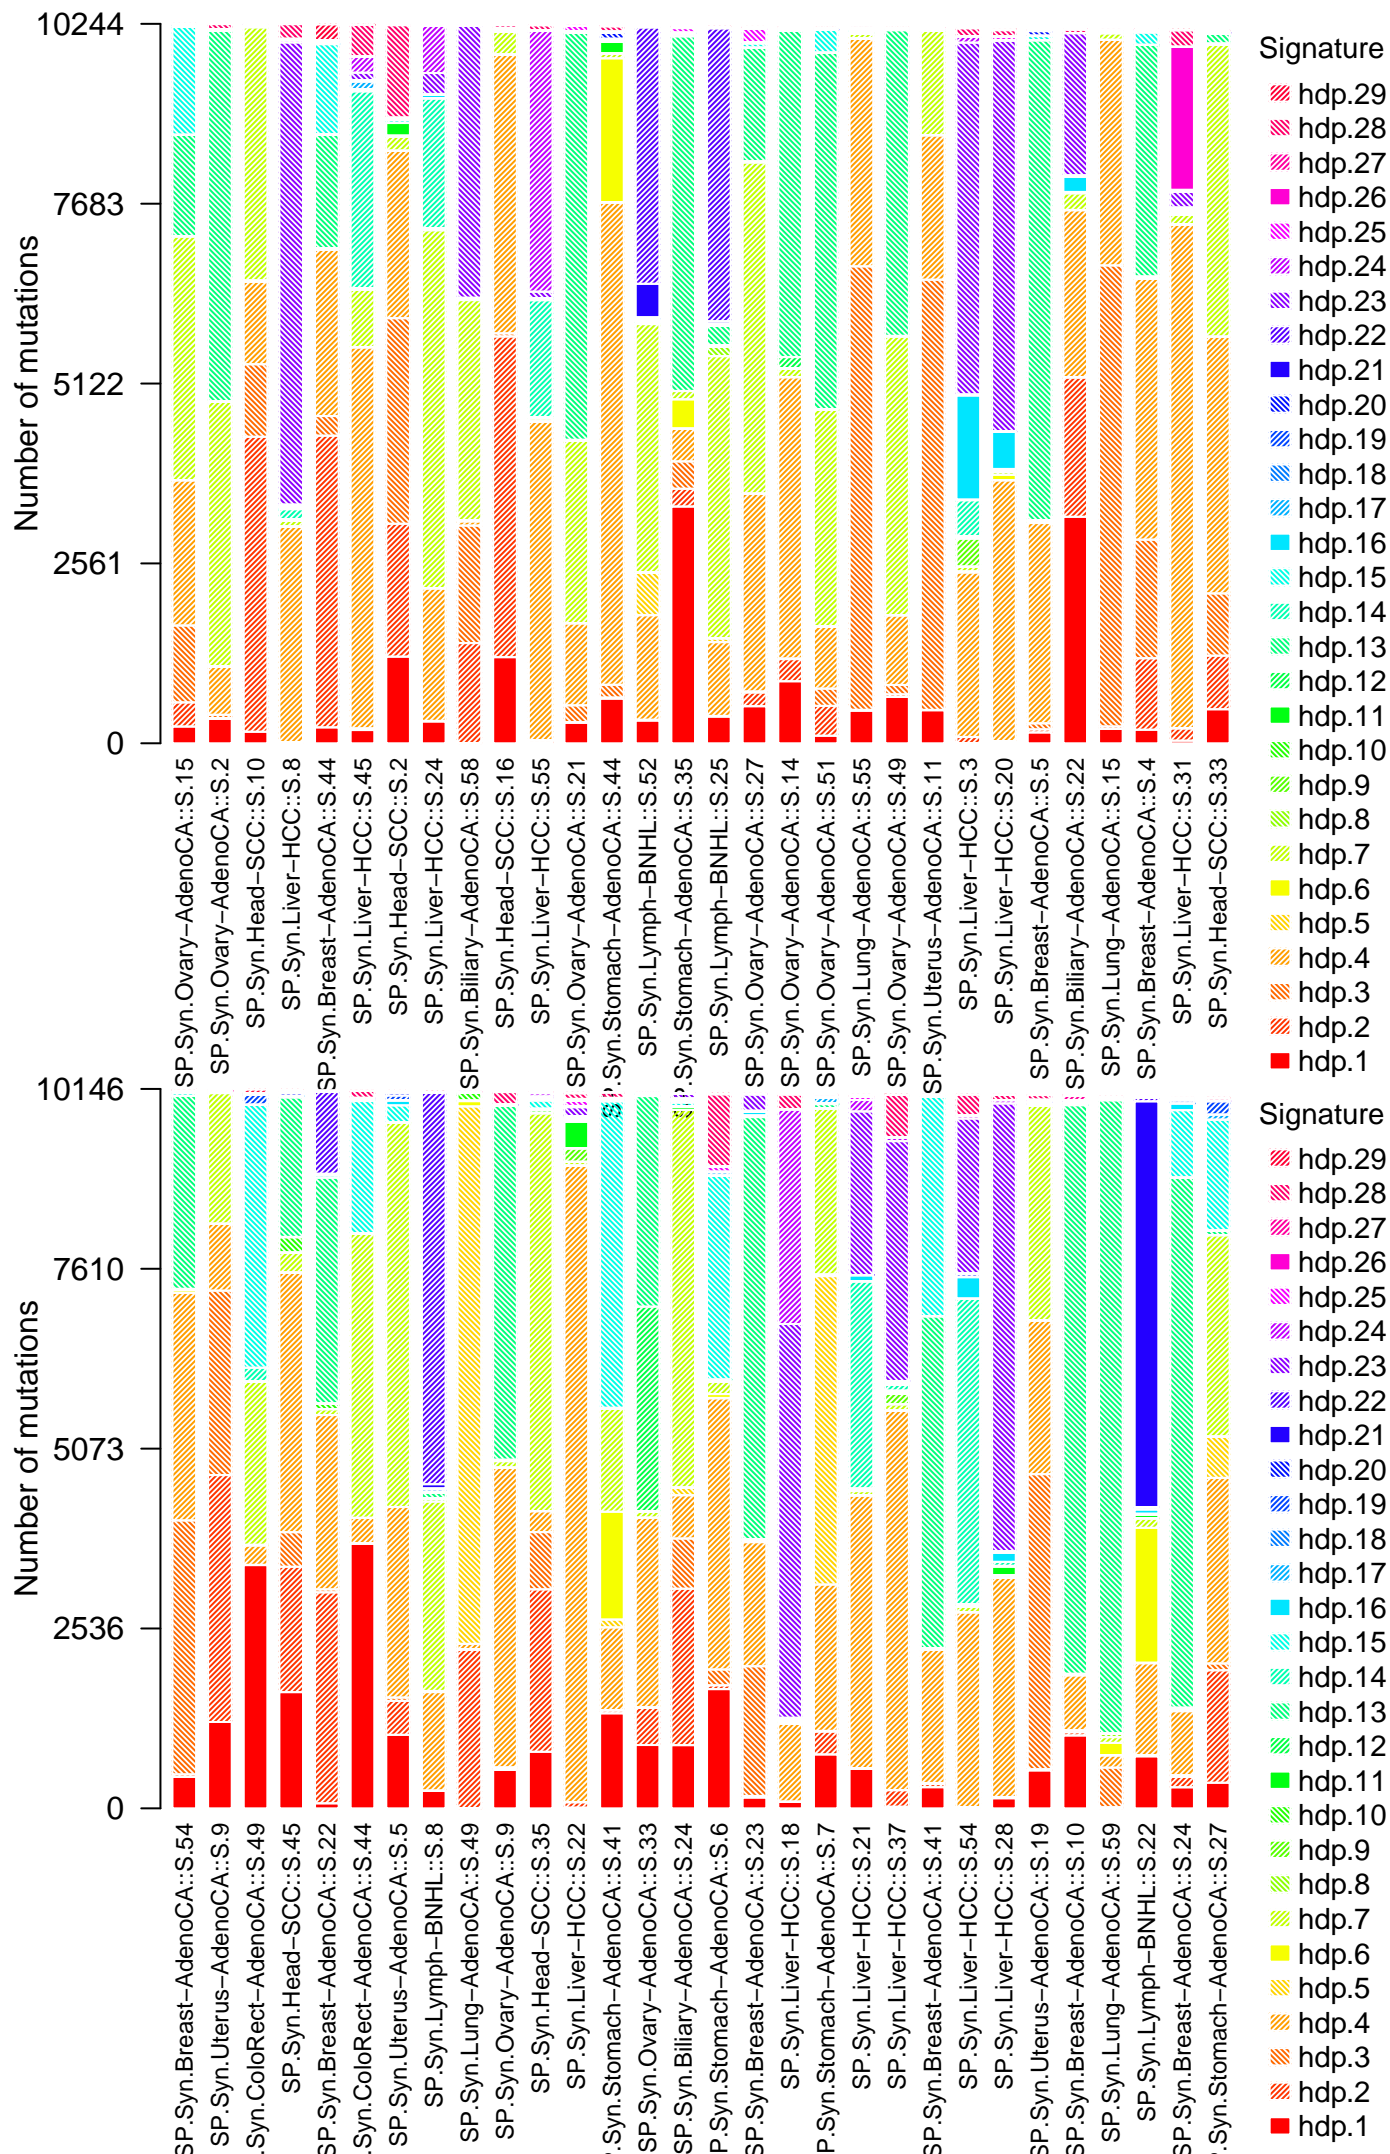 Number of mutations
10244
7683
5122
2561
0
SP.Syn.Ovary−AdenoCA::S.15
SP.Syn.Ovary−AdenoCA::S.2
SP.Syn.Head−SCC::S.10
SP.Syn.Liver−HCC::S.8
SP.Syn.Breast−AdenoCA::S.44
SP.Syn.Liver−HCC::S.45
SP.Syn.Head−SCC::S.2
SP.Syn.Liver−HCC::S.24
SP.Syn.Biliary−AdenoCA::S.58
SP.Syn.Head−SCC::S.16
SP.Syn.Liver−HCC::S.55
SP.Syn.Ovary−AdenoCA::S.21
SP.Syn.Stomach−AdenoCA::S.44
SP.Syn.Lymph−BNHL::S.52
SP.Syn.Stomach−AdenoCA::S.35
SP.Syn.Lymph−BNHL::S.25
SP.Syn.Ovary−AdenoCA::S.27
SP.Syn.Ovary−AdenoCA::S.14
SP.Syn.Ovary−AdenoCA::S.51
SP.Syn.Lung−AdenoCA::S.55
SP.Syn.Ovary−AdenoCA::S.49
SP.Syn.Uterus−AdenoCA::S.11
SP.Syn.Liver−HCC::S.3
SP.Syn.Liver−HCC::S.20
SP.Syn.Breast−AdenoCA::S.5
SP.Syn.Biliary−AdenoCA::S.22
SP.Syn.Lung−AdenoCA::S.15
SP.Syn.Breast−AdenoCA::S.4
SP.Syn.Liver−HCC::S.31
SP.Syn.Head−SCC::S.33
Signature
hdp.29
hdp.28
hdp.27
hdp.26
hdp.25
hdp.24
hdp.23
hdp.22
hdp.21
hdp.20
hdp.19
hdp.18
hdp.17
hdp.16
hdp.15
hdp.14
hdp.13
hdp.12
hdp.11
hdp.10
hdp.9
hdp.8
hdp.7
hdp.6
hdp.5
hdp.4
hdp.3
hdp.2
hdp.1
Number of mutations
10146
7610
5073
2536
0
SP.Syn.Breast−AdenoCA::S.54
SP.Syn.Uterus−AdenoCA::S.9
.Syn.ColoRect−AdenoCA::S.49
SP.Syn.Head−SCC::S.45
SP.Syn.Breast−AdenoCA::S.22
.Syn.ColoRect−AdenoCA::S.44
SP.Syn.Uterus−AdenoCA::S.5
SP.Syn.Lymph−BNHL::S.8
SP.Syn.Lung−AdenoCA::S.49
SP.Syn.Ovary−AdenoCA::S.9
SP.Syn.Head−SCC::S.35
SP.Syn.Liver−HCC::S.22
.Syn.Stomach−AdenoCA::S.41
SP.Syn.Ovary−AdenoCA::S.33
SP.Syn.Biliary−AdenoCA::S.24
P.Syn.Stomach−AdenoCA::S.6
SP.Syn.Breast−AdenoCA::S.23
SP.Syn.Liver−HCC::S.18
P.Syn.Stomach−AdenoCA::S.7
SP.Syn.Liver−HCC::S.21
SP.Syn.Liver−HCC::S.37
SP.Syn.Breast−AdenoCA::S.41
SP.Syn.Liver−HCC::S.54
SP.Syn.Liver−HCC::S.28
SP.Syn.Uterus−AdenoCA::S.19
SP.Syn.Breast−AdenoCA::S.10
SP.Syn.Lung−AdenoCA::S.59
SP.Syn.Lymph−BNHL::S.22
SP.Syn.Breast−AdenoCA::S.24
.Syn.Stomach−AdenoCA::S.27
Signature
hdp.29
hdp.28
hdp.27
hdp.26
hdp.25
hdp.24
hdp.23
hdp.22
hdp.21
hdp.20
hdp.19
hdp.18
hdp.17
hdp.16
hdp.15
hdp.14
hdp.13
hdp.12
hdp.11
hdp.10
hdp.9
hdp.8
hdp.7
hdp.6
hdp.5
hdp.4
hdp.3
hdp.2
hdp.1